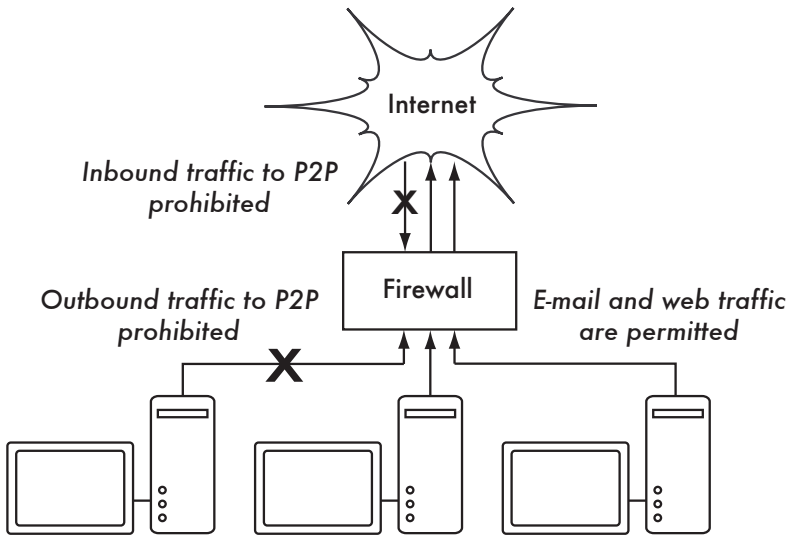 Internet
Inbound traffic to P2P
prohibited
Firewall
Outbound traffic to P2P
prohibited
E-mail and web traffic
are permitted